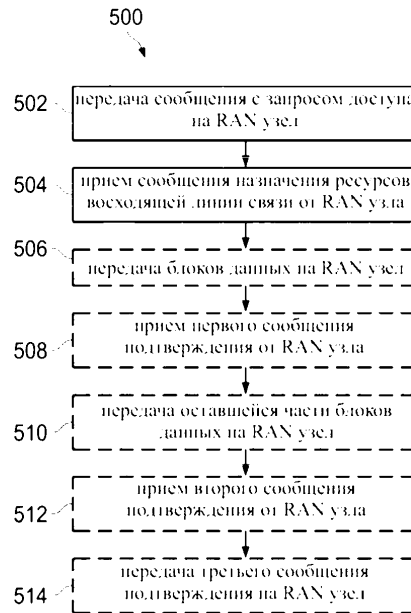 500
502
передача сообщения с запросом доступа
на RAN узел
504
прием сообщения назначения ресурсов
восходящей линии связи от RAN узла
506
передача блоков данных на RAN узел
508
прием первого сообщения
подтверждения от RAN узла
510
передача оставшейся части блоков
данных на RAN узел
512
прием второго сообщения
подтверждения от RAN узла
514
передача третьего сообщения
подтверждения на RAN узел